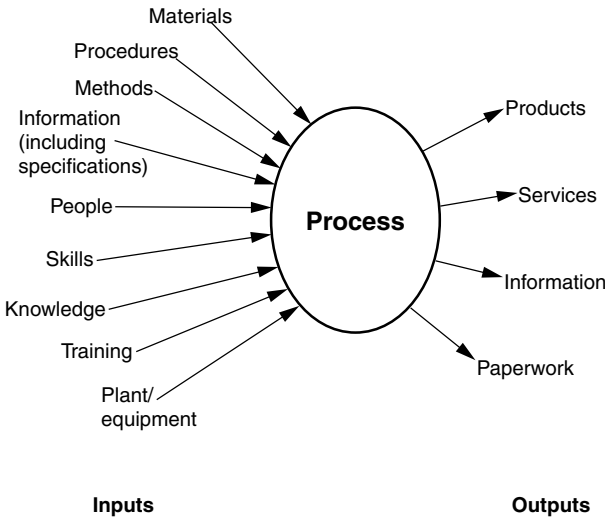 Materials
Procedures
Methods
Information
(including
specifications)
People
Skills
Knowledge
Training
Plant/
equipment
Process
Products
Services
Information
Paperwork
Inputs
Outputs